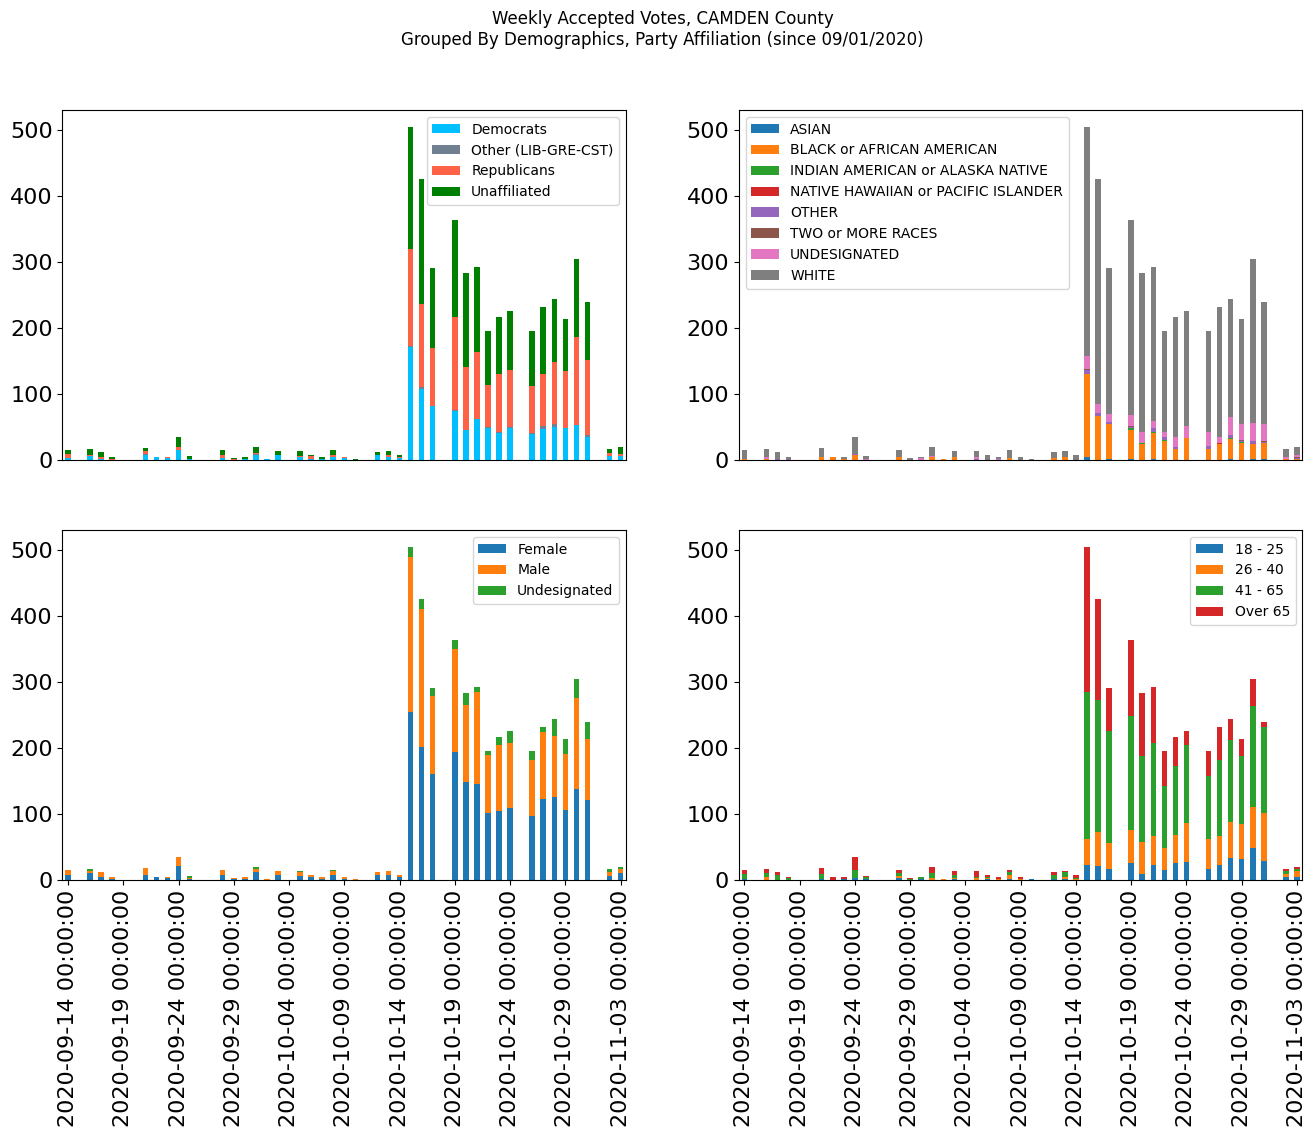 Weekly Accepted Votes, CAMDEN County
Grouped By Demographics, Party Affiliation (since 09/01/2020)
500
400
300
200
100
0
Democrats
Other (LIB-GRE-CST)
Republicans
Unaffiliated
500
400
300
200
100
0
ASIAN
BLACK or AFRICAN AMERICAN
INDIAN AMERICAN or ALASKA NATIVE
NATIVE HAWAIIAN or PACIFIC ISLANDER
OTHER
TWO or MORE RACES
UNDESIGNATED
WHITE
500
400
300
200
100
0
Female
Male
Undesignated
2020-09-14 00:00:00
2020-09-19 00:00:00
2020-09-24 00:00:00
2020-09-29 00:00:00
2020-10-04 00:00:00
2020-10-09 00:00:00
2020-10-14 00:00:00
2020-10-19 00:00:00
2020-10-24 00:00:00
2020-10-29 00:00:00
2020-11-03 00:00:00
500
400
300
200
100
0
18 - 25
26 - 40
41 - 65
Over 65
2020-09-14 00:00:00
2020-09-19 00:00:00
2020-09-24 00:00:00
2020-09-29 00:00:00
2020-10-04 00:00:00
2020-10-09 00:00:00
2020-10-14 00:00:00
2020-10-19 00:00:00
2020-10-24 00:00:00
2020-10-29 00:00:00
2020-11-03 00:00:00